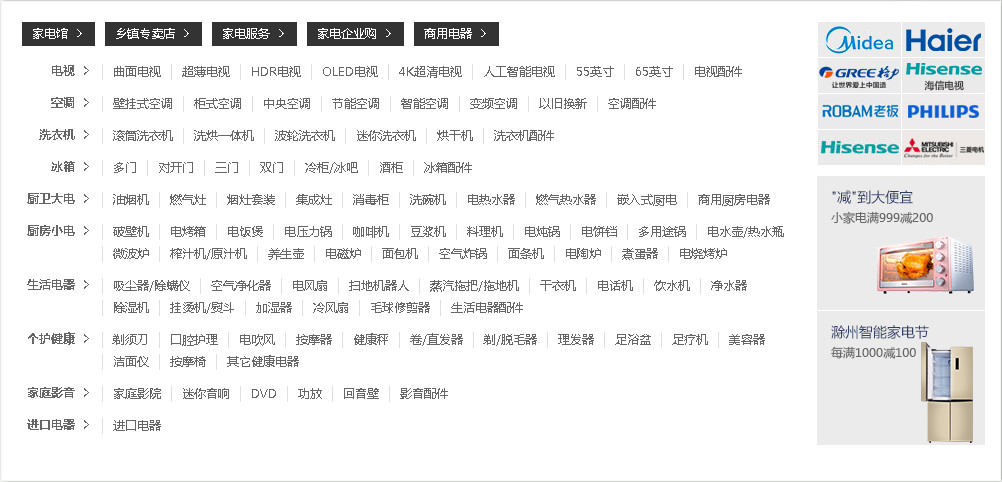 家电馆 > 乡镇专卖店 > 家电服务 > 家电企业购 > 商用电器 >
电视 > 曲面电视 超薄电视 HDR电视 OLED电视 4K超清电视 人工智能电视 55英寸 65英寸 电视配件
空调 > 壁挂式空调 柜式空调 中央空调 节能空调 智能空调 变频空调 以旧换新 空调配件
洗衣机 > 滚筒洗衣机 洗烘一体机 波轮洗衣机 迷你洗衣机 烘干机 洗衣机配件
冰箱 > 多门 对开门 三门 双门 冷柜/冰吧 酒柜 冰箱配件
厨卫大电 > 油烟机 燃气灶 烟灶套装 集成灶 消毒柜 洗碗机 电热水器 燃气热水器 嵌入式厨电 商用厨房电器
厨房小电 > 破壁机 电烤箱 电饭煲 电压力锅 咖啡机 豆浆机 料理机 电炖锅 电饼铛 多用途锅 电水壶/热水瓶
微波炉 榨汁机/原汁机 养生壶 电磁炉 面包机 空气炸锅 面条机 电陶炉 煮蛋器 电烧烤炉
生活电器 > 吸尘器/除螨仪 空气净化器 电风扇 扫地机器人 蒸汽拖把/拖地机 干衣机 电话机 饮水机 净水器
除湿机 挂烫机/熨斗 加湿器 冷风扇 毛球修剪器 生活电器配件
个护健康 > 剃须刀 口腔护理 电吹风 按摩器 健康秤 卷/直发器 剃/脱毛器 理发器 足浴盆 足疗机 美容器
洁面仪 按摩椅 其它健康电器
家庭影音 > 家庭影院 迷你音响 DVD 功放 回音壁 影音配件
进口电器 > 进口电器
Midea Haier
GREE格力 Hisense
让世界爱上中国造 海信电视
ROBAM老板 PHILIPS
Hisense MITSUBISHI ELECTRIC 三菱电机
Changes for the Better
"减"到大便宜
小家电满999减200
滁州智能家电节
每满1000减100